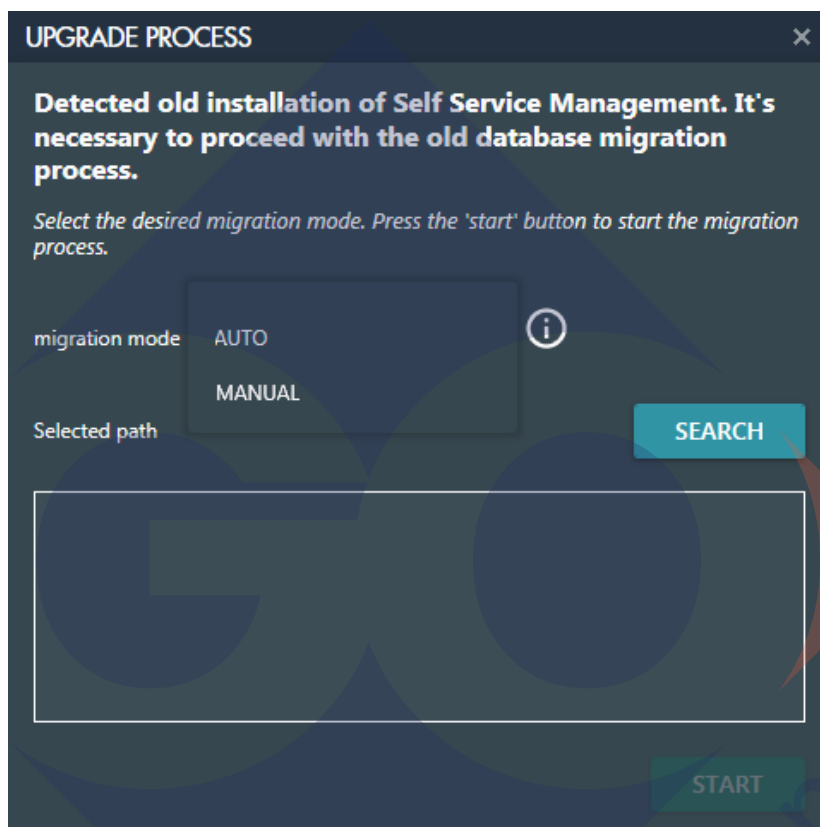 UPGRADE PROCESS
Detected old installation of Self Service Management. It's
necessary to proceed with the old database migration
process.
Select the desired migration mode. Press the 'start' button to start the migration
process.
migration mode
AUTO
MANUAL
Selected path
SEARCH
GO
START